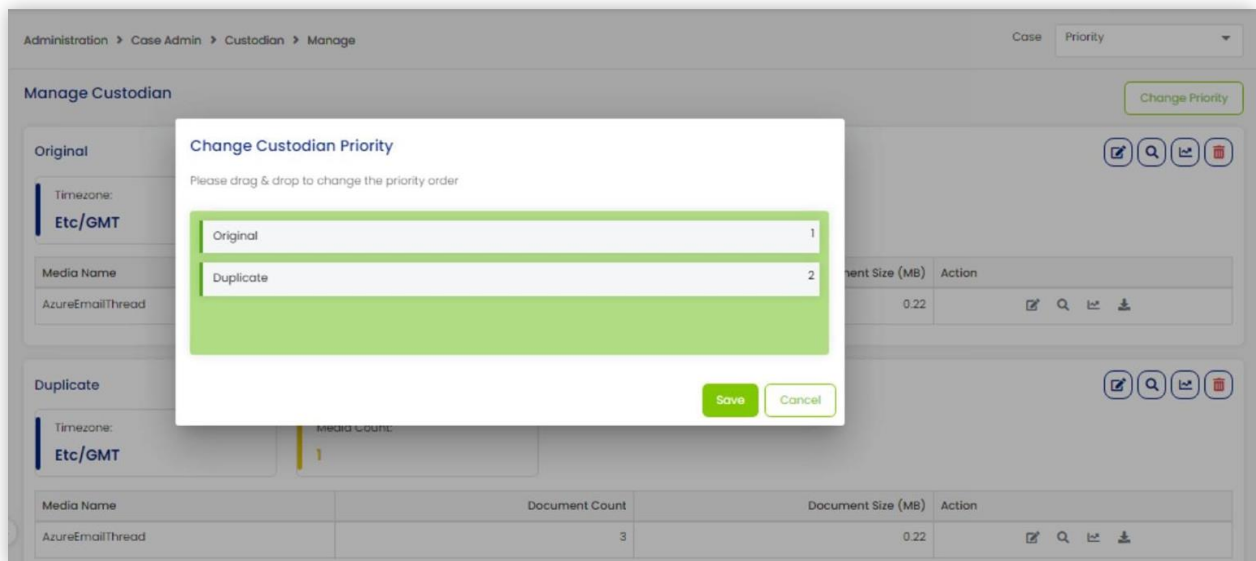 Administration > Case Admin > Custodian > Manage
Case Priority
Manage Custodian
Change Priority
Original
Change Custodian Priority
Please drag & drop to change the priority order
Timezone:
Etc/GMT
Original 1
Duplicate 2
Media Name Size (MB) Action
AzureEmailThread 0.22
Duplicate
Save Cancel
Timezone: Media Count:
Etc/GMT 1
Media Name Document Count Document Size (MB) Action
AzureEmailThread 3 0.22